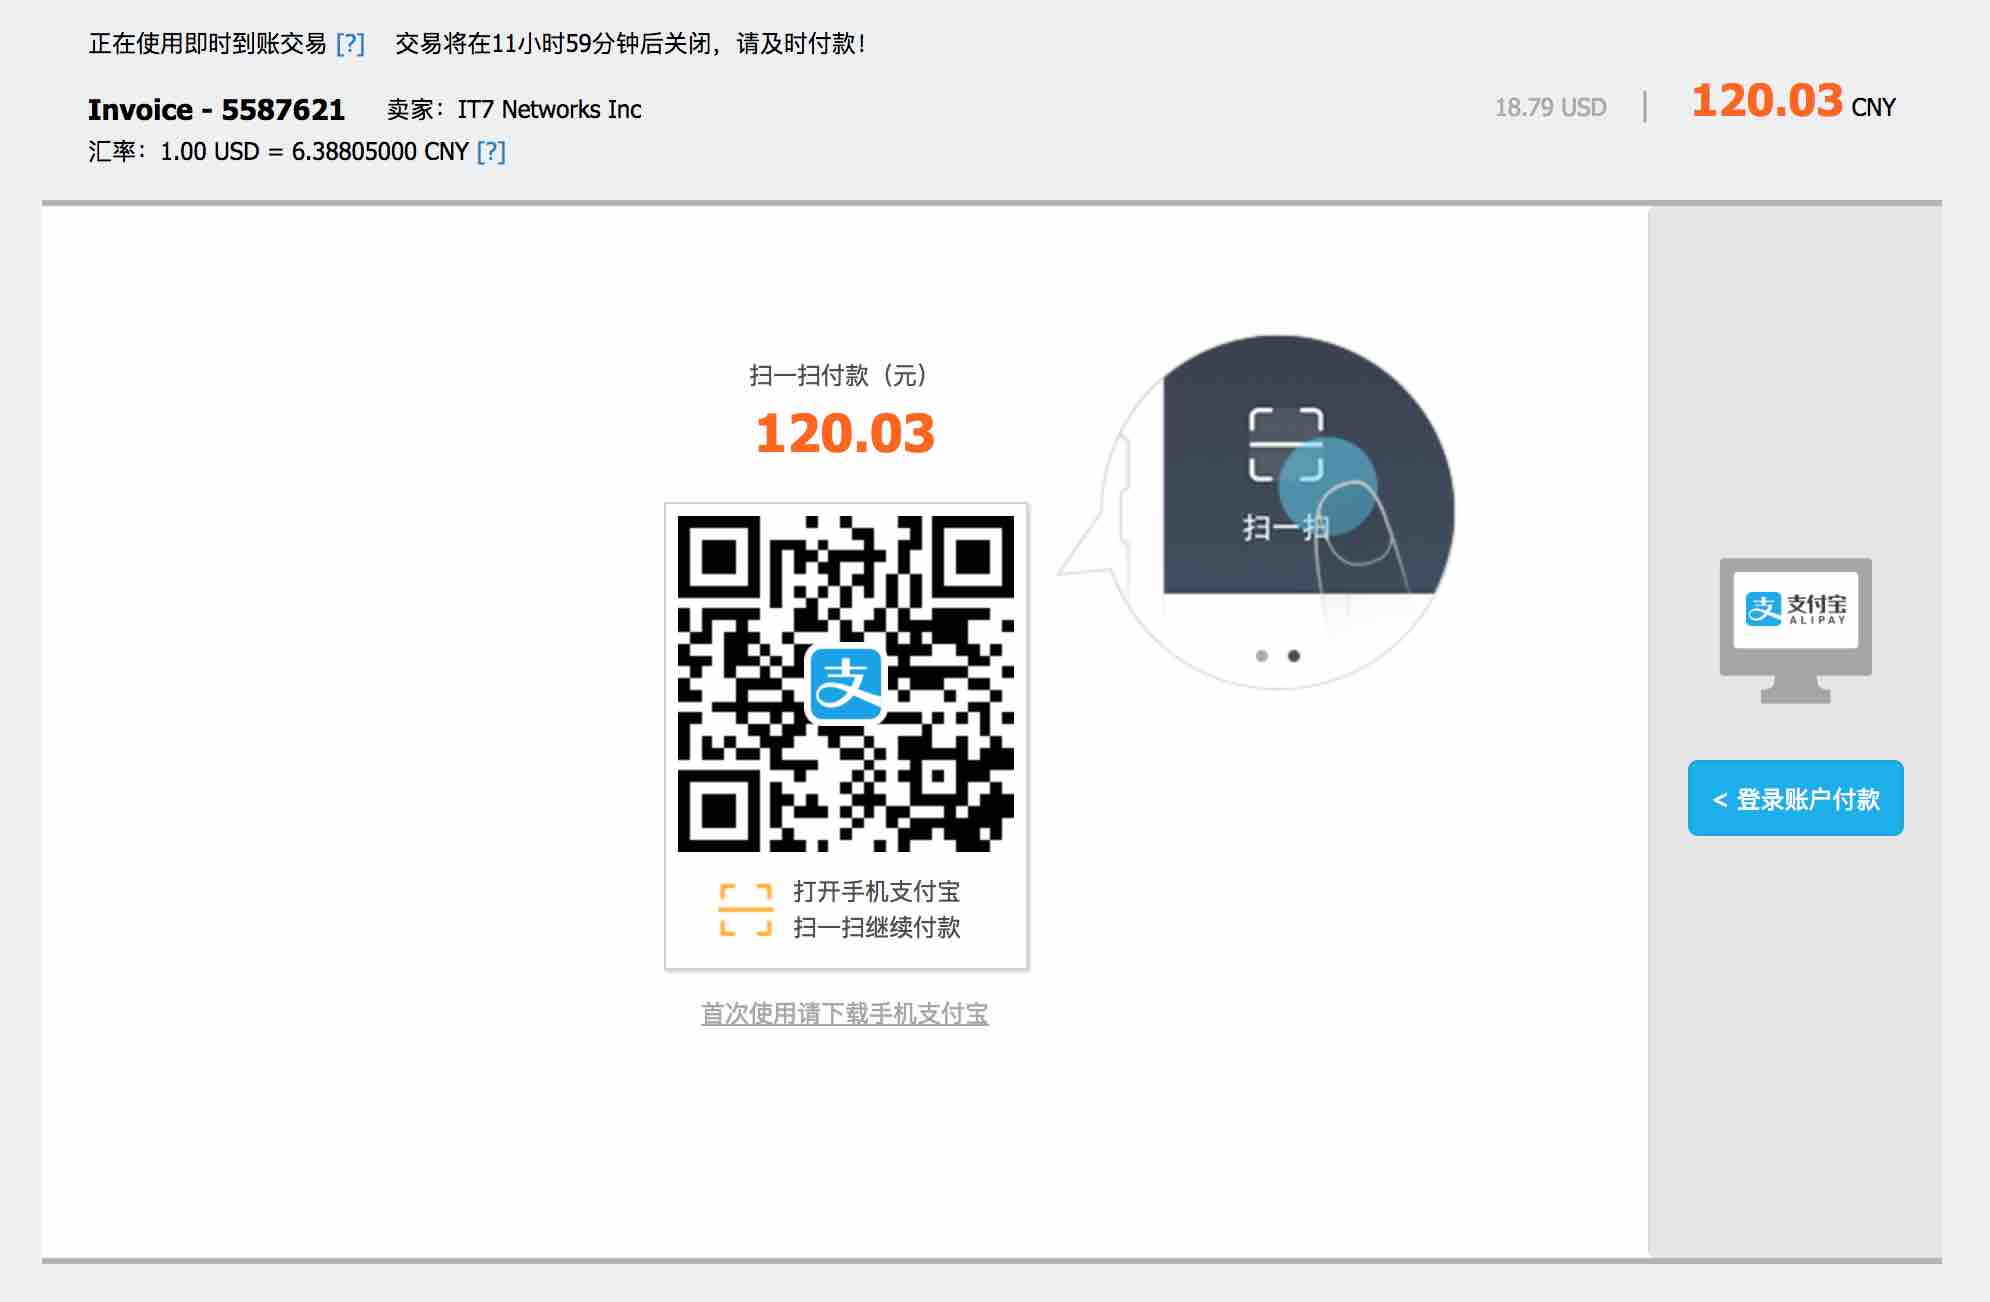 正在使用即时到账交易 [?] 交易将在11小时59分钟后关闭，请及时付款！
Invoice - 5587621 卖家：IT7 Networks Inc
18.79 USD | 120.03 CNY
汇率：1.00 USD = 6.38805000 CNY [?]
扫一扫付款（元）
120.03
扫一扫
支
打开手机支付宝
扫一扫继续付款
首次使用请下载手机支付宝
支 支付宝
ALIPAY
< 登录账户付款